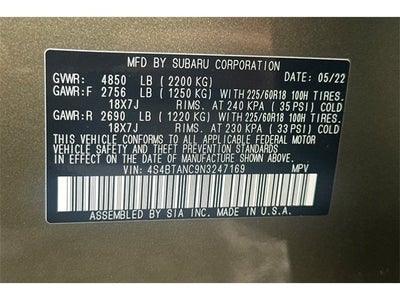 MFD BY SUBARU CORPORATION DATE: 05/22
GVWR: 4850 LB (2200 KG)
GAWR:F 2756 LB (1250 KG) WITH 225/60R18 100H TIRES.
18X7J RIMS. AT 240 KPA (35 PSI) COLD
GAWR:R 2690 LB (1220 KG) WITH 225/60R18 100H TIRES.
18X7J RIMS. AT 230 KPA (33 PSI) COLD
THIS VEHICLE CONFORMS TO ALL APPLICABLE FEDERAL MOTOR
VEHICLE SAFETY AND THEFT PREVENTION STANDARDS IN EFFECT
ON THE DATE OF MANUFACTURE SHOWN ABOVE.
VIN: 4S4BTANC9N3247169 MPV
BY SIA INC. MADE IN U.S.A.